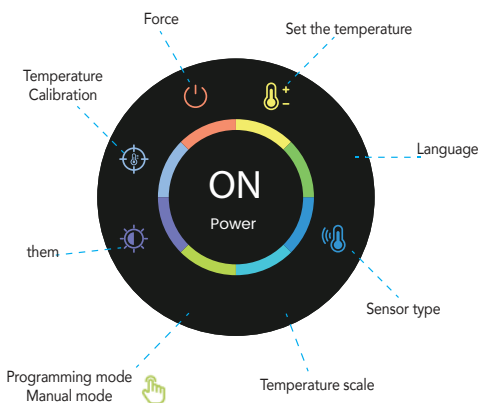 Force
Set the temperature
Temperature
Calibration
Language
ON
Power
them
Sensor type
Programming mode
Manual mode
Temperature scale